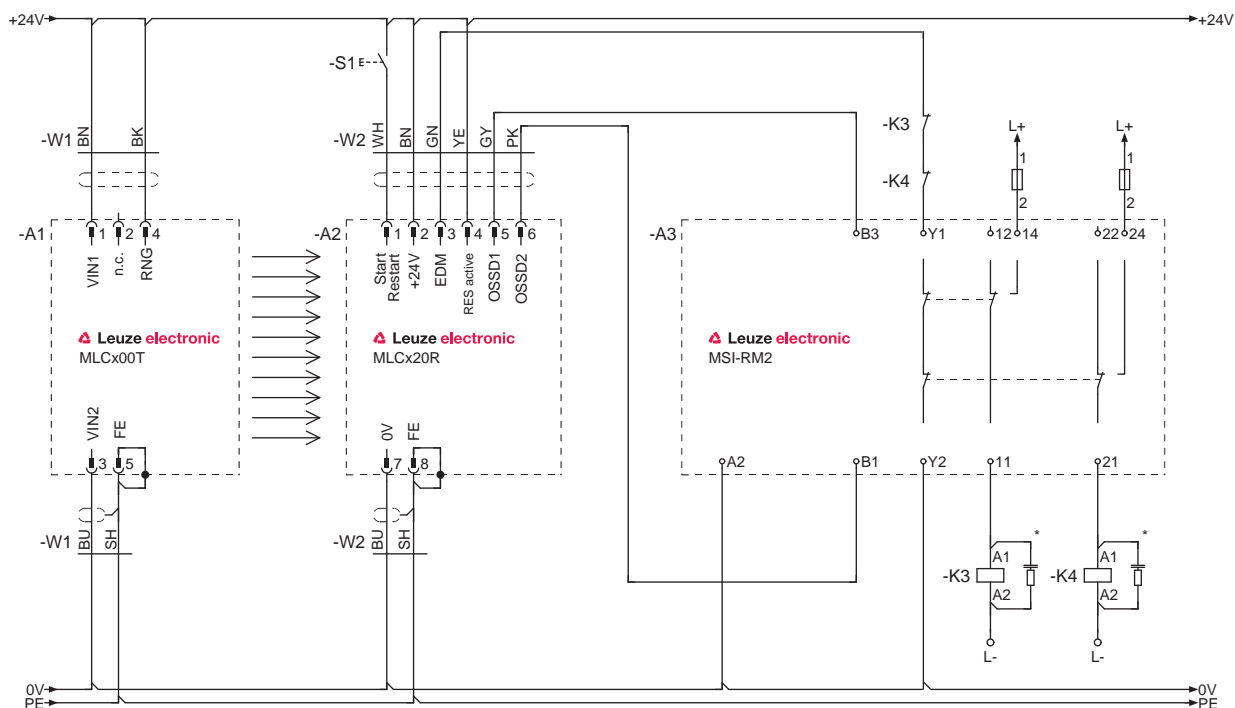 +24V +24V
-S1 E
-K3
L+ L+
-W1 BN BK
-W2 WH BN GN YE GY PK
1 1
-K4
2 2
-A1 1 2 4
-A2 1 2 3 4 5 6
-A3 B3 Y1 12 14 22 24
VIN1 n.c. RNG
Start Restart +24V EDM RES active OSSD1 OSSD2
Leuze electronic
MLCx00T
Leuze electronic
MLCx20R
Leuze electronic
MSI-RM2
VIN2 FE
0V FE
3 5
7 8
A2 B1 Y2 11 21
-W1 BU SH
-W2 BU SH
* *
-K3 A1 A2
-K4 A1 A2
L- L-
0V 0V
PE PE